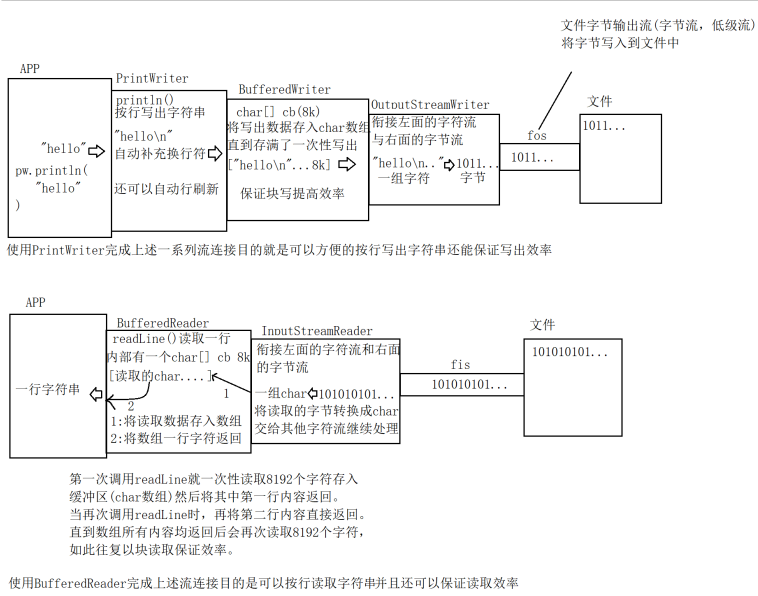 文件字节输出流(字节流, 低级流)
将字节写入到文件中
APP
PrintWriter
BufferedWriter
OutputStreamWriter
文件
println()
按行写出字符串
"hello\n"
自动补充换行符
还可以自动行刷新
"hello"
pw.println(
"hello"
)
char[] cb(8k)
将写出数据存入char数组
直到存满了一次性写出
["hello\n"...8k]
保证块写提高效率
衔接左面的字符流
与右面的字节流
"hello\n.."
1011...
一组字符
字节
fos
1011...
1011...
使用PrintWriter完成上述一系列流连接目的就是可以方便的按行写出字符串还能保证写出效率
APP
BufferedReader
InputStreamReader
文件
一行字符串
readLine()读取一行
内部有一个char[] cb 8k
[读取的char....]
2
1
1:将读取数据存入数组
2:将数组一行字符返回
衔接左面的字符流和右面
的字节流
一组char
101010101...
将读取的字节转换成char
交给其他字符流继续处理
fis
101010101...
101010101...
第一次调用readLine就一次性读取8192个字符存入
缓冲区(char数组)然后将其中第一行内容返回。
当再次调用readLine时,再将第二行内容直接返回。
直到数组所有内容均返回后会再次读取8192个字符,
如此往复以块读取保证效率。
使用BufferedReader完成上述流连接目的是可以按行读取字符串并且还可以保证读取效率